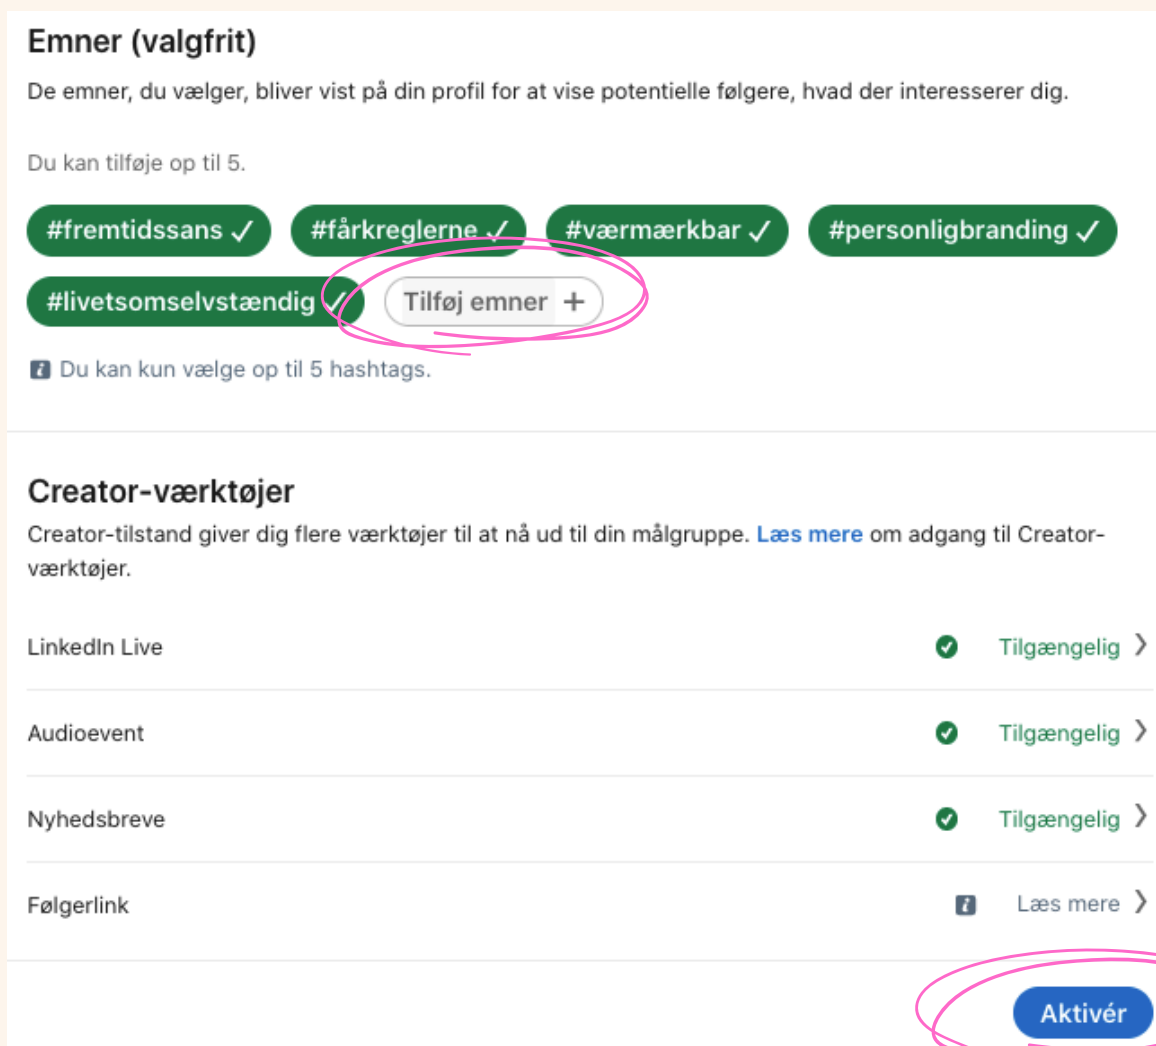 Emner (valgfrit)
De emner, du vælger, bliver vist på din profil for at vise potentielle følgere, hvad der interesserer dig.
Du kan tilføje op til 5.
#fremtidssans #fårkreglerne #værmærkbar #personligbranding
#livetsomselvstændig Tilføj emner +
Du kan kun vælge op til 5 hashtags.
Creator-værktøjer
Creator-tilstand giver dig flere værktøjer til at nå ud til din målgruppe. Læs mere om adgang til Creator-
værktøjer.
LinkedIn Live Tilgængelig
Audioevent Tilgængelig
Nyhedsbreve Tilgængelig
Følgerlink Læs mere
Aktivér